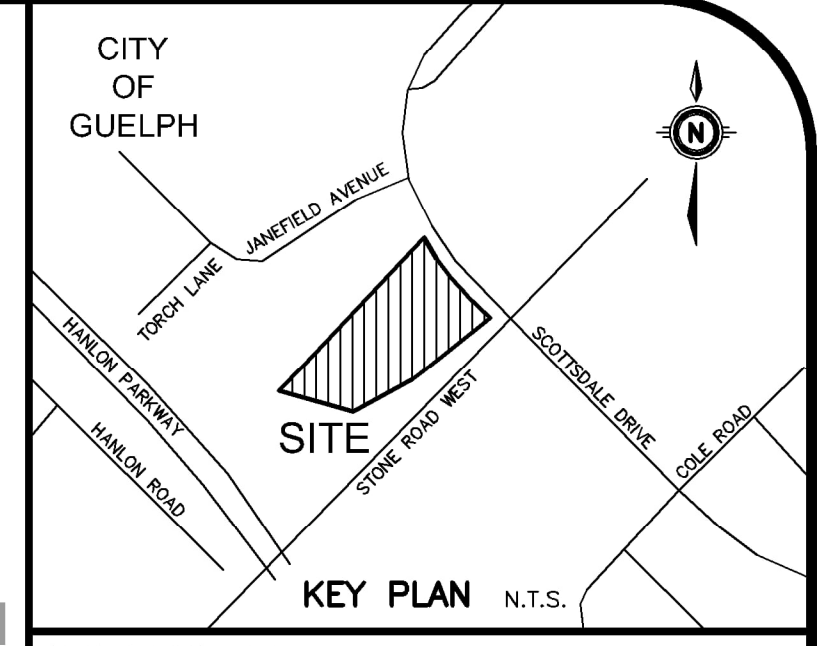 CITY
OF
GUELPH
N
JANEFIELD AVENUE
TORCH LANE
HANLON PARKWAY
HANLON ROAD
SITE
STONE ROAD WEST
SCOTTSDALE DRIVE
COLE ROAD
KEY PLAN N.T.S.